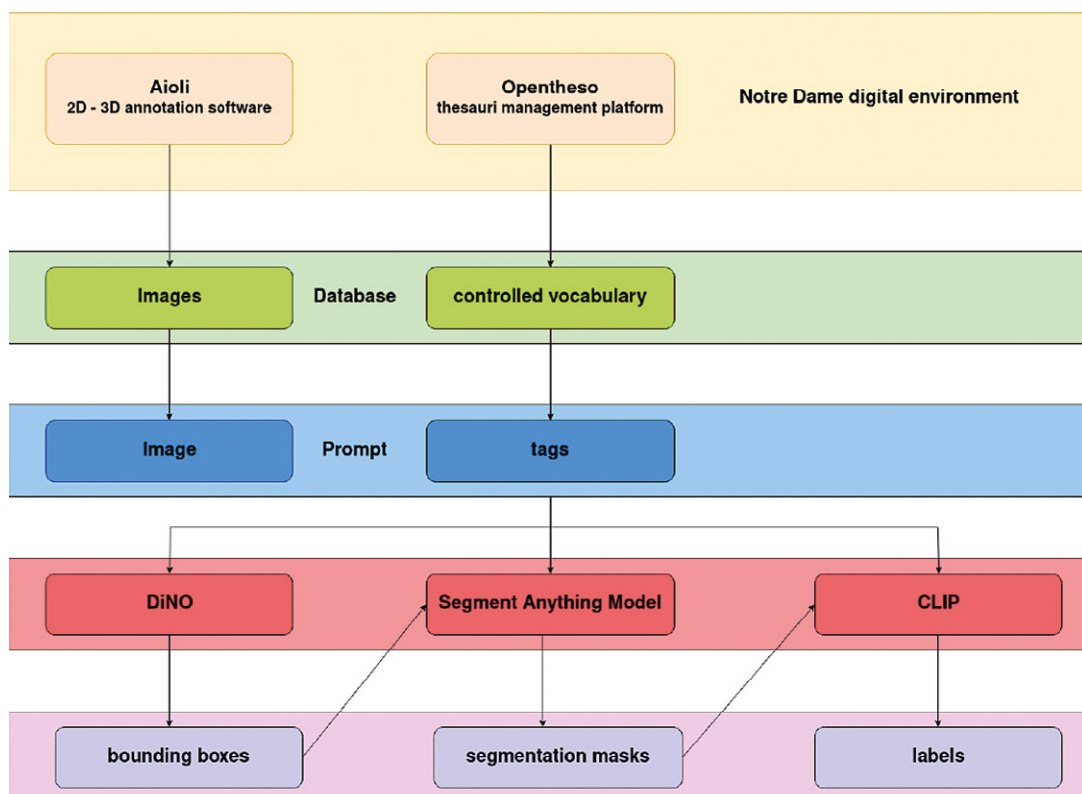 Aioli
2D - 3D annotation software
Opentheso
thesauri management platform
Notre Dame digital environment
Images
Database
controlled vocabulary
Image
Prompt
tags
DiNO
Segment Anything Model
CLIP
bounding boxes
segmentation masks
labels